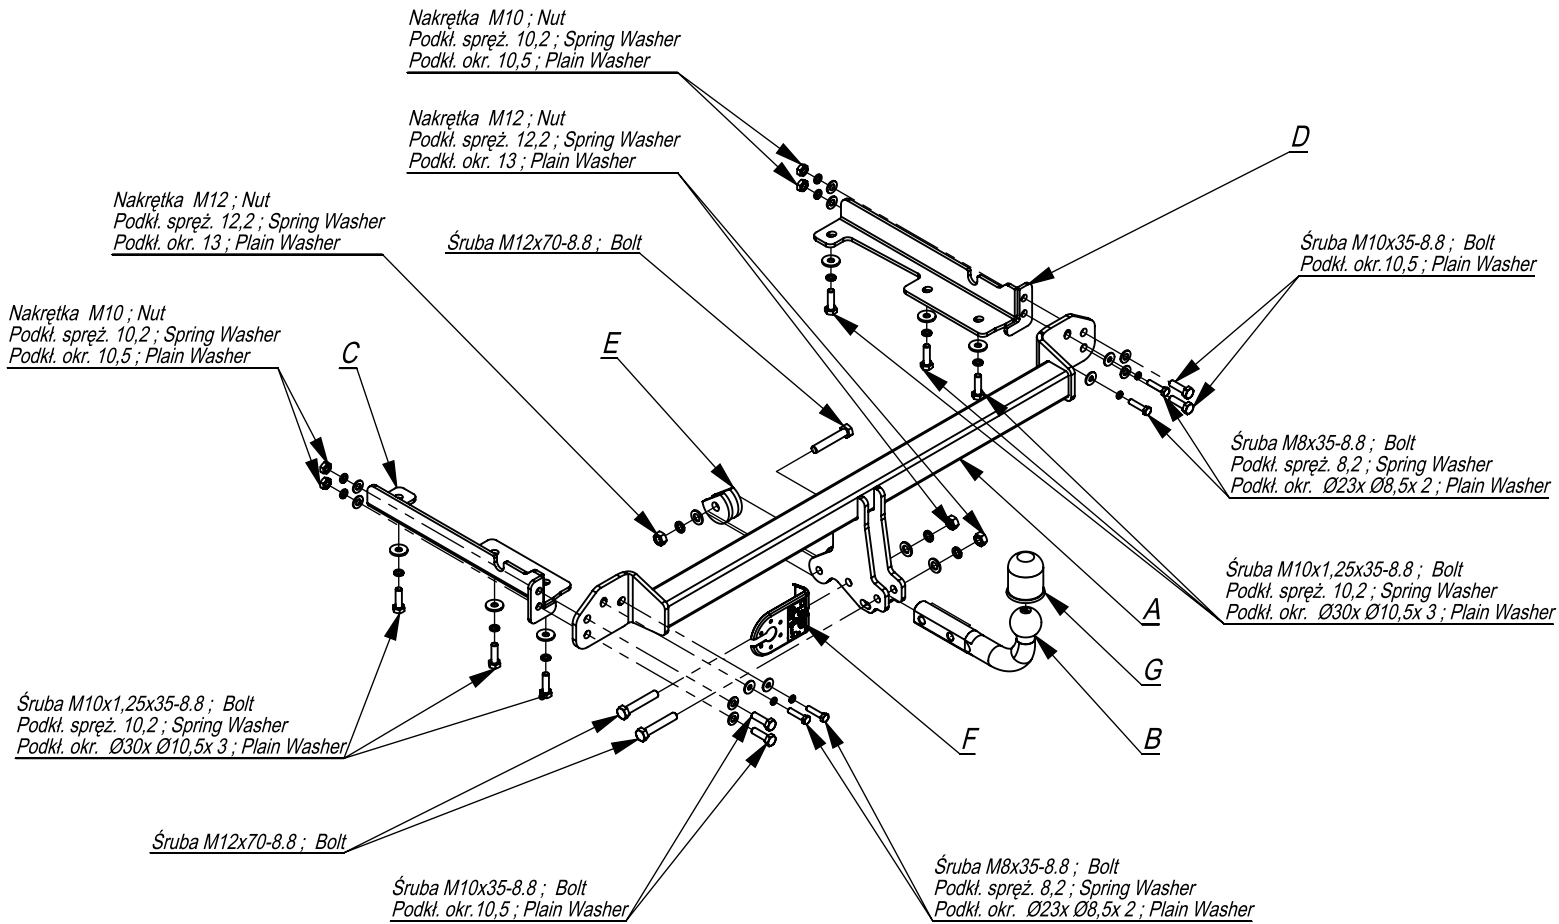 Nakrętka M10 ; Nut
Podkł. spręż. 10,2 ; Spring Washer
Podkł. okr. 10,5 ; Plain Washer
Nakrętka M12 ; Nut
Podkł. spręż. 12,2 ; Spring Washer
Podkł. okr. 13 ; Plain Washer
D
Nakrętka M12 ; Nut
Podkł. spręż. 12,2 ; Spring Washer
Podkł. okr. 13 ; Plain Washer
Śruba M12x70-8.8 ; Bolt
Śruba M10x35-8.8 ; Bolt
Podkł. okr.10,5 ; Plain Washer
Nakrętka M10 ; Nut
Podkł. spręż. 10,2 ; Spring Washer
Podkł. okr. 10,5 ; Plain Washer
C
E
Śruba M8x35-8.8 ; Bolt
Podkł. spręż. 8,2 ; Spring Washer
Podkł. okr. Ø23x Ø8,5x 2 ; Plain Washer
Śruba M10x1,25x35-8.8 ; Bolt
Podkł. spręż. 10,2 ; Spring Washer
Podkł. okr. Ø30x Ø10,5x 3 ; Plain Washer
A
G
B
F
Śruba M10x1,25x35-8.8 ; Bolt
Podkł. spręż. 10,2 ; Spring Washer
Podkł. okr. Ø30x Ø10,5x 3 ; Plain Washer
Śruba M12x70-8.8 ; Bolt
Śruba M10x35-8.8 ; Bolt
Podkł. okr.10,5 ; Plain Washer
Śruba M8x35-8.8 ; Bolt
Podkł. spręż. 8,2 ; Spring Washer
Podkł. okr. Ø23x Ø8,5x 2 ; Plain Washer